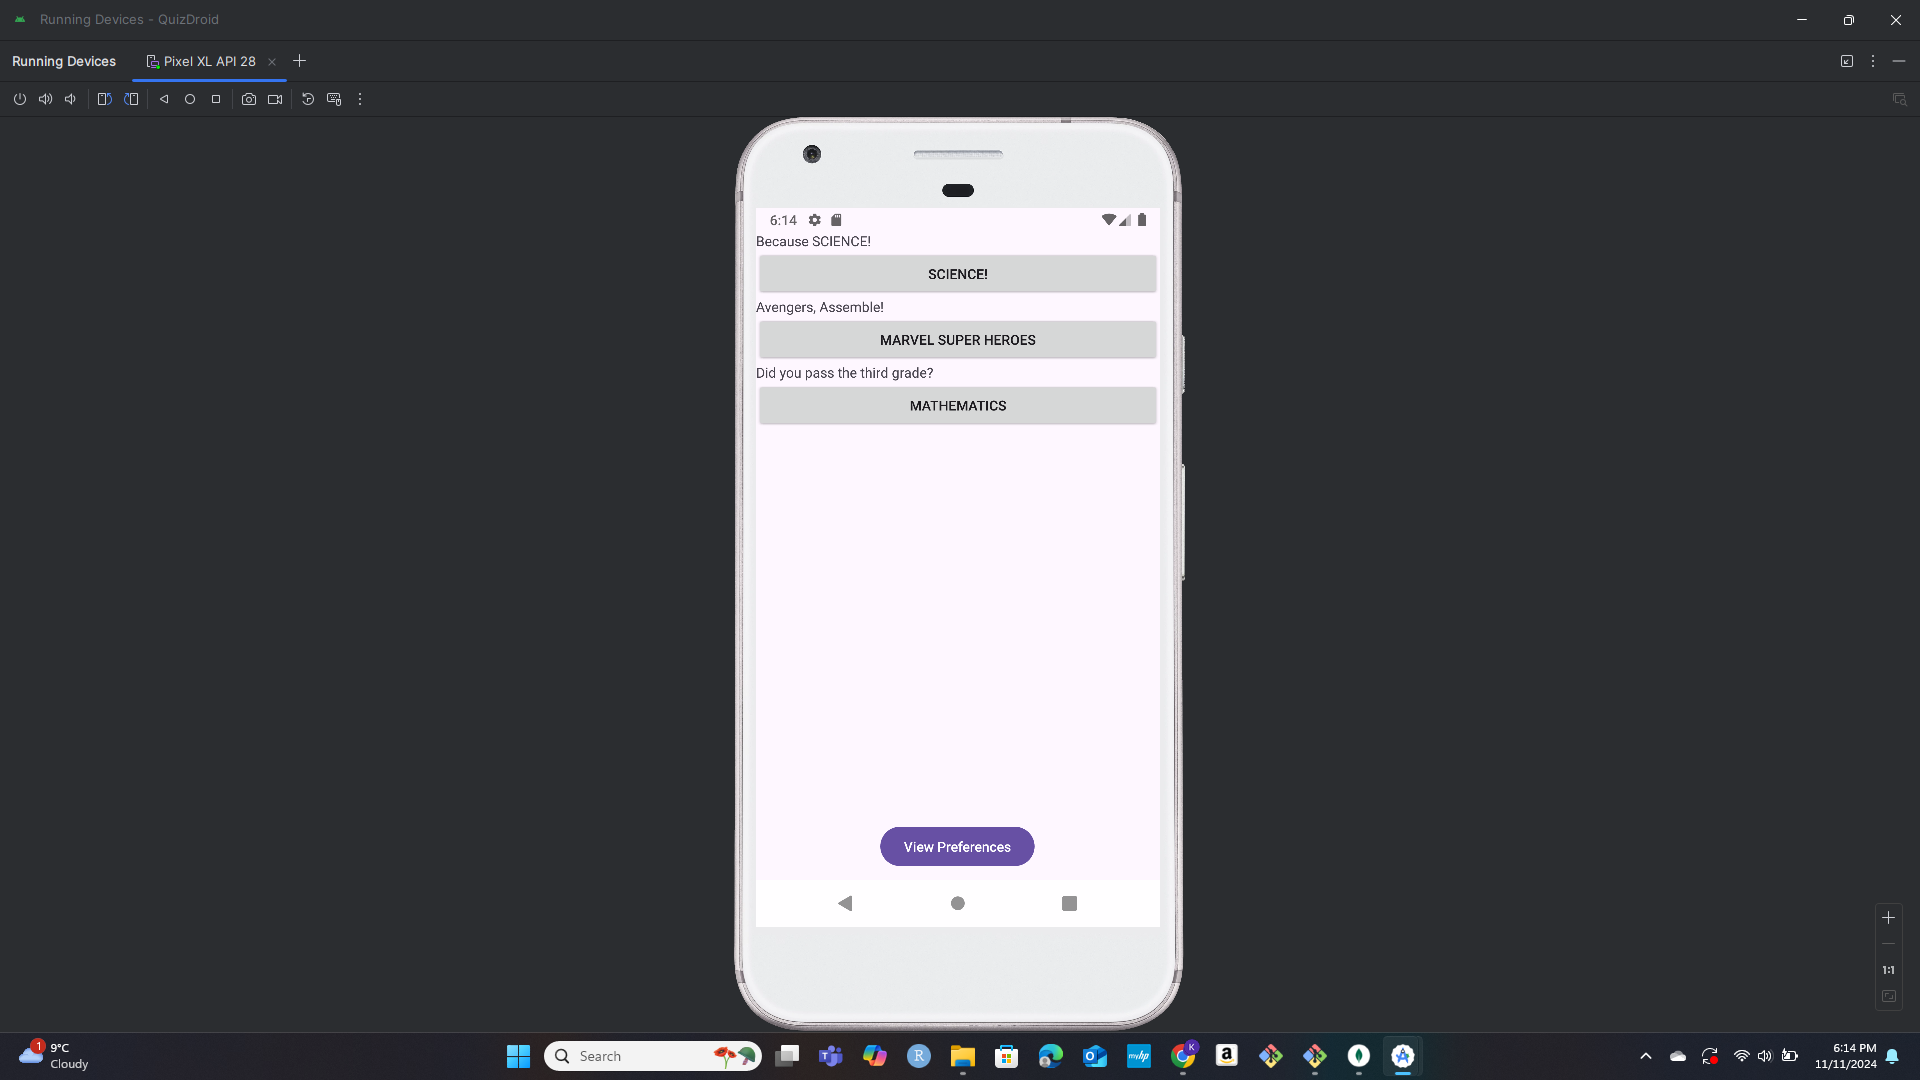 Running Devices - QuizDroid
Running Devices
Pixel XL API 28
6:14
Because SCIENCE!
SCIENCE!
Avengers, Assemble!
MARVEL SUPER HEROES
Did you pass the third grade?
MATHEMATICS
View Preferences
1:1
1
9°C
Cloudy
Search
T
R
O
myhp
K
a
6:14 PM
11/11/2024